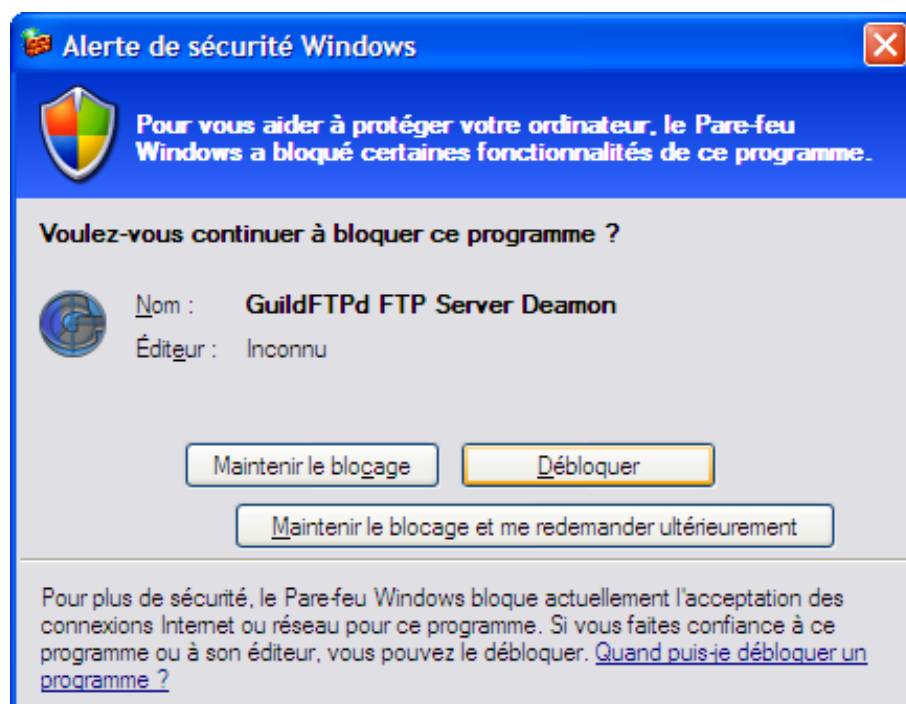 Alerte de sécurité Windows
Pour vous aider à protéger votre ordinateur, le Pare-feu
Windows a bloqué certaines fonctionnalités de ce programme.
Voulez-vous continuer à bloquer ce programme ?
Nom : GuildFTPd FTP Server Deamon
Éditeur : Inconnu
Maintenir le blocage Débloquer
Maintenir le blocage et me redemander ultérieurement
Pour plus de sécurité, le Pare-feu Windows bloque actuellement l'acceptation des
connexions Internet ou réseau pour ce programme. Si vous faites confiance à ce
programme ou à son éditeur, vous pouvez le débloquer. Quand puis-je débloquer un
programme ?